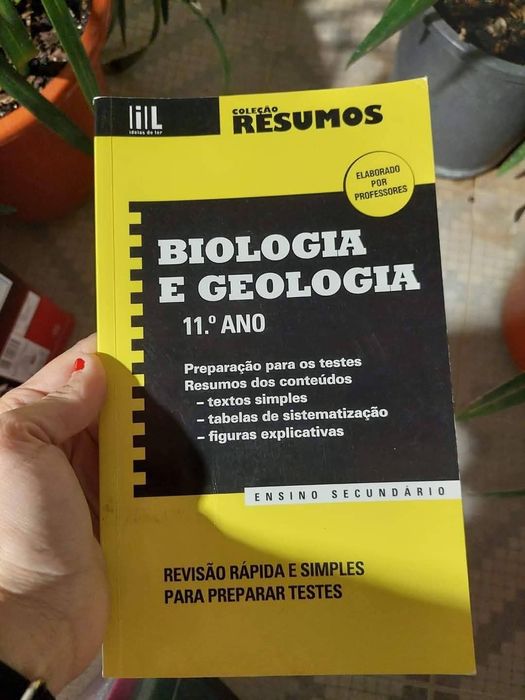 liL
ideias de ler
COLEÇÃO
RESUMOS
ELABORADO
POR
PROFESSORES
BIOLOGIA
E GEOLOGIA
11.º ANO
Preparação para os testes
Resumos dos conteúdos
– textos simples
– tabelas de sistematização
– figuras explicativas
ENSINO SECUNDÁRIO
REVISÃO RÁPIDA E SIMPLES
PARA PREPARAR TESTES